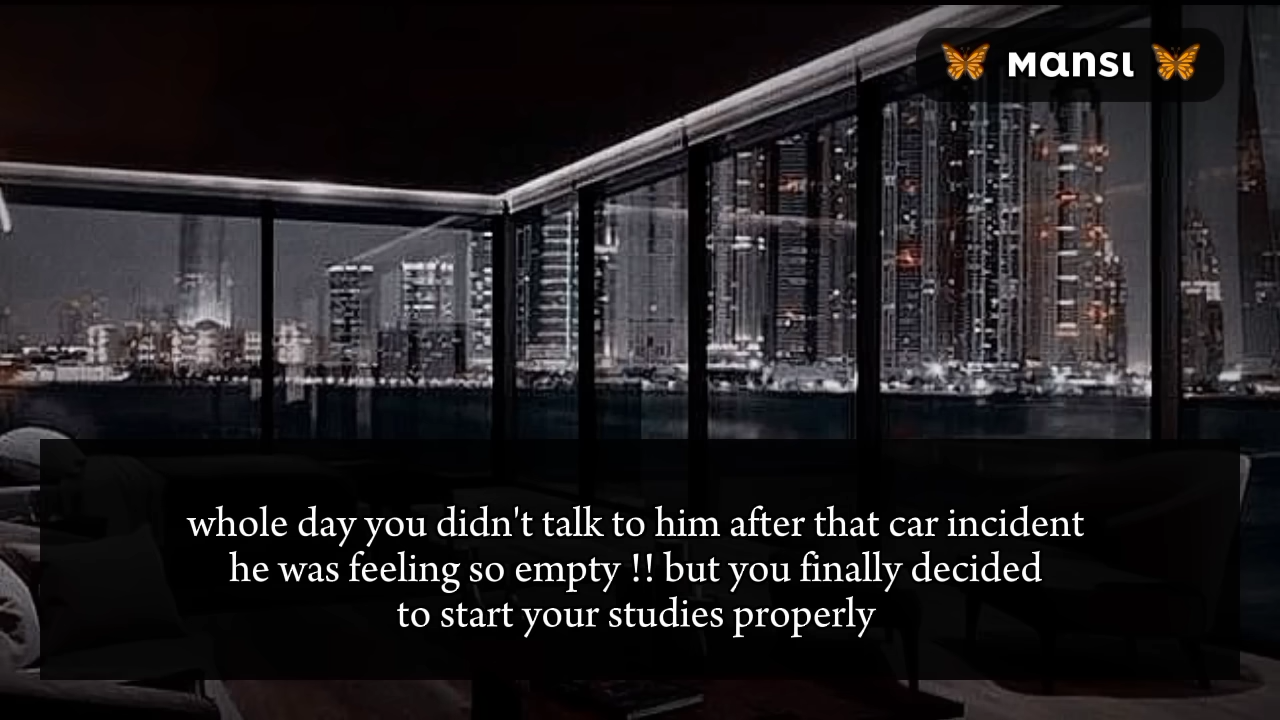 🦋 мαnsι 🦋
whole day you didn't talk to him after that car incident
he was feeling so empty !! but you finally decided
to start your studies properly